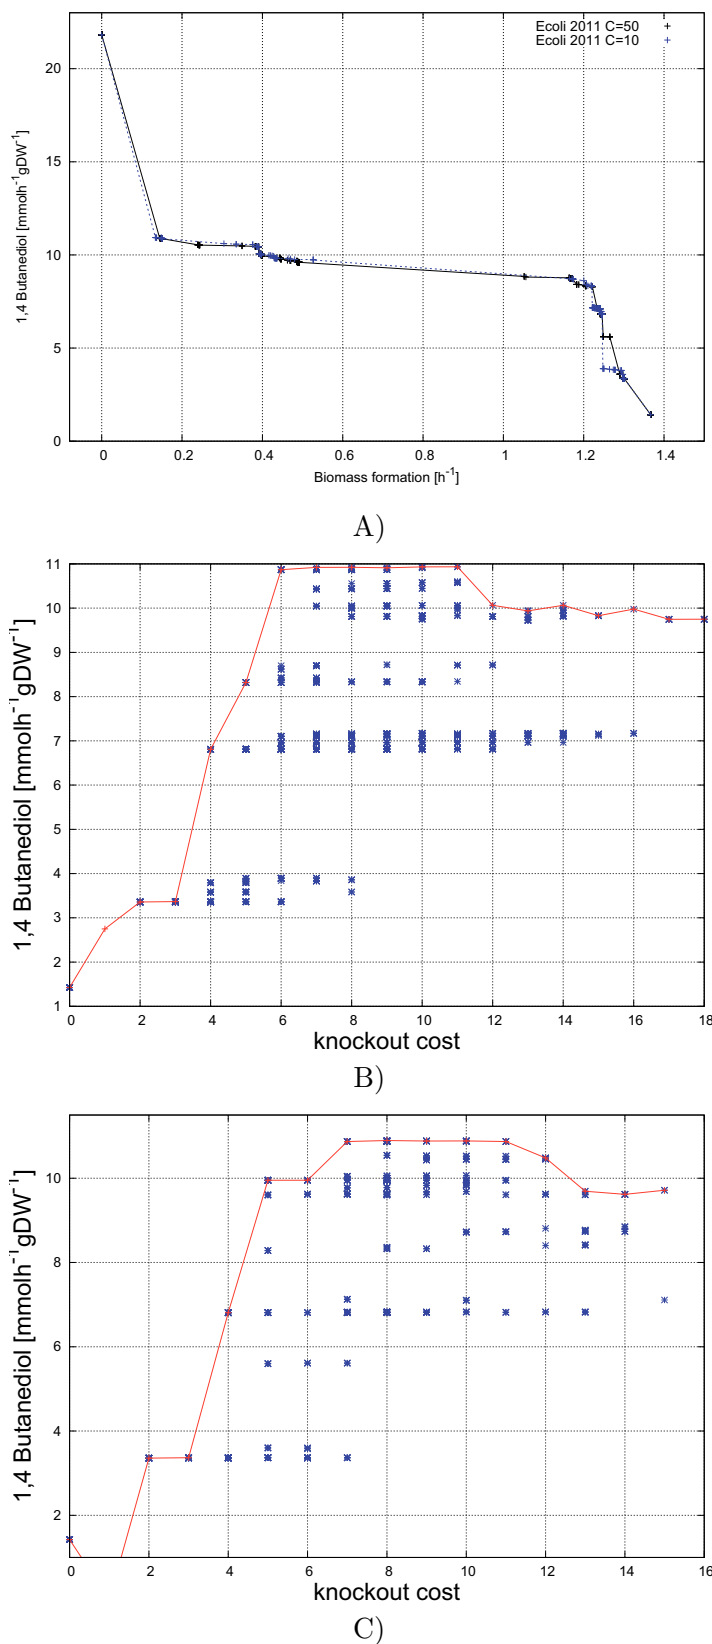 Ecoli 2011 C=50
Ecoli 2011 C=10
20
15
10
5
0
1,4 Butanediol [mmolh⁻¹gDW⁻¹]
0 0.2 0.4 0.6 0.8 1 1.2 1.4
Biomass formation [h⁻¹]
A)
11
10
9
8
7
6
5
4
3
2
1
1,4 Butanediol [mmolh⁻¹gDW⁻¹]
0 2 4 6 8 10 12 14 16 18
knockout cost
B)
10
8
6
4
2
1,4 Butanediol [mmolh⁻¹gDW⁻¹]
0 2 4 6 8 10 12 14 16
knockout cost
C)